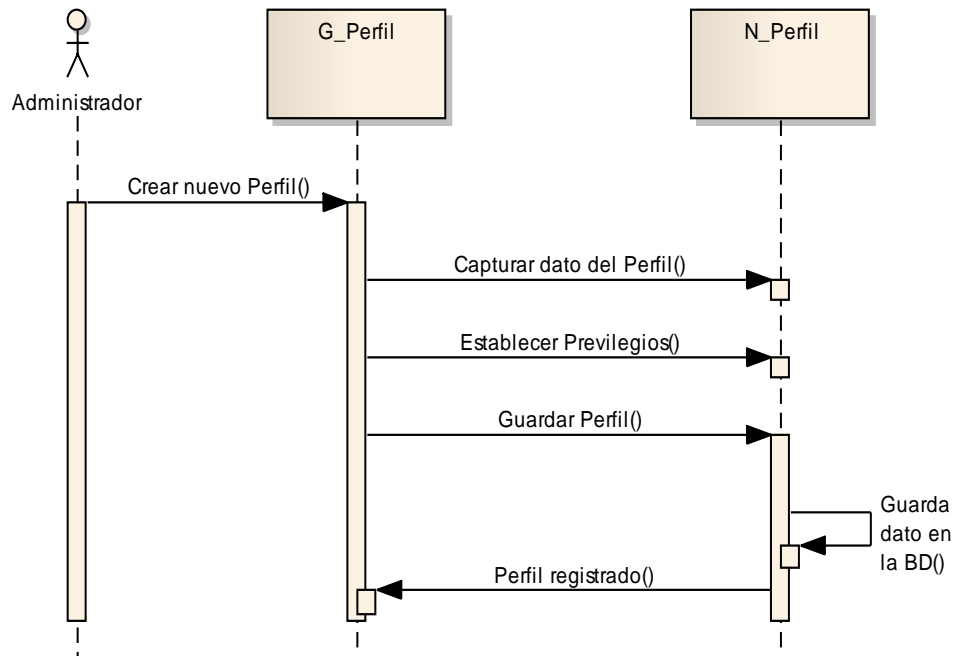 G_Perfil
N_Perfil
Administrador
Crear nuevo Perfil()
Capturar dato del Perfil()
Establecer Previlegios()
Guardar Perfil()
Guarda
dato en
la BD()
Perfil registrado()